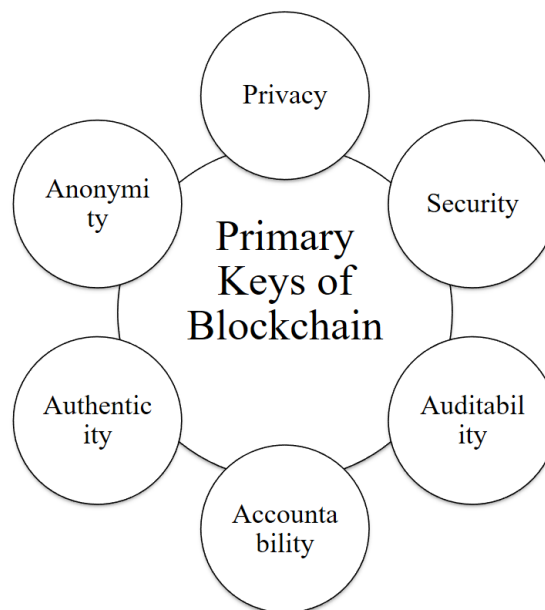 Privacy
Anonymi
ty
Security
Primary
Keys of
Blockchain
Authentic
ity
Auditabil
ity
Accounta
bility